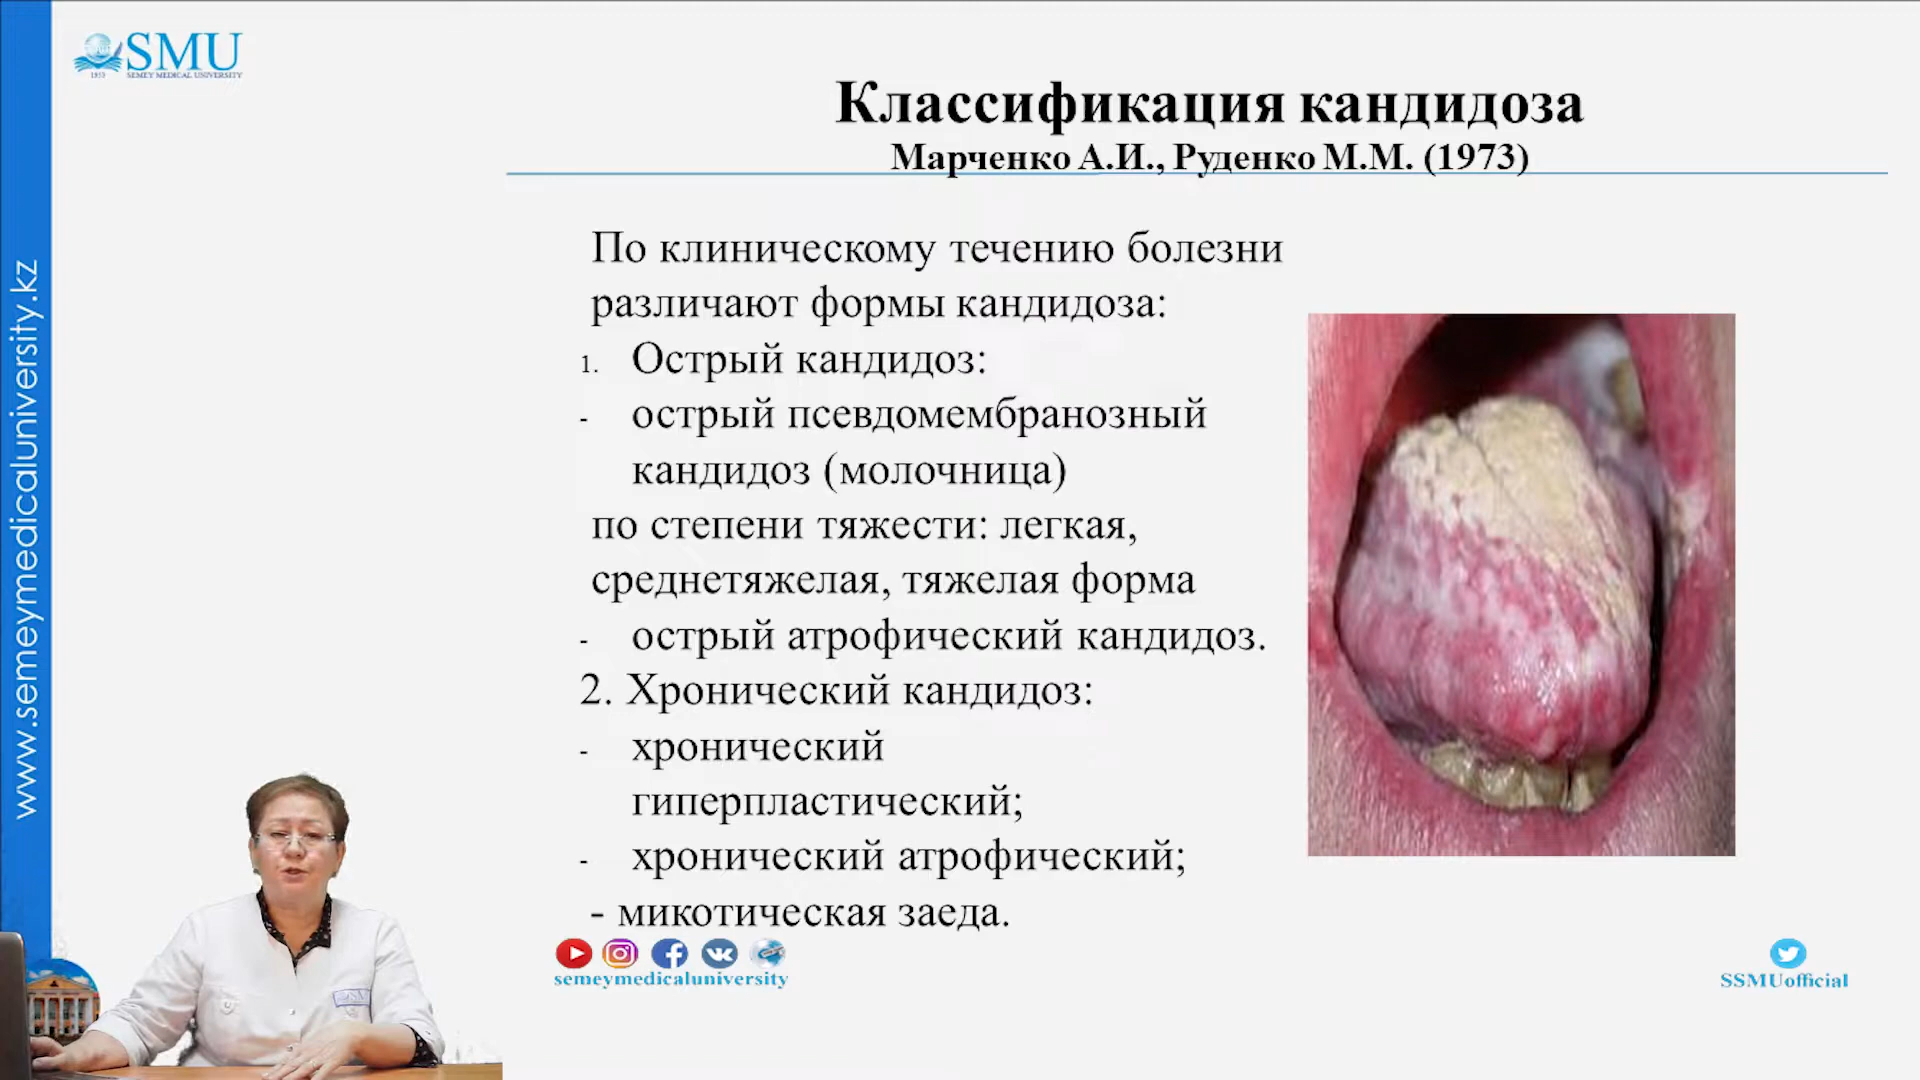 SMU
1953
SEMEY MEDICAL UNIVERSITY
www.semeymedicaluniversity.kz
Классификация кандидоза
Марченко А.И., Руденко М.М. (1973)
По клиническому течению болезни
различают формы кандидоза:
1. Острый кандидоз:
- острый псевдомембранозный
кандидоз (молочница)
по степени тяжести: легкая,
среднетяжелая, тяжелая форма
- острый атрофический кандидоз.
2. Хронический кандидоз:
- хронический
гиперпластический;
- хронический атрофический;
- микотическая заеда.
semeymedicaluniversity
SSMUofficial